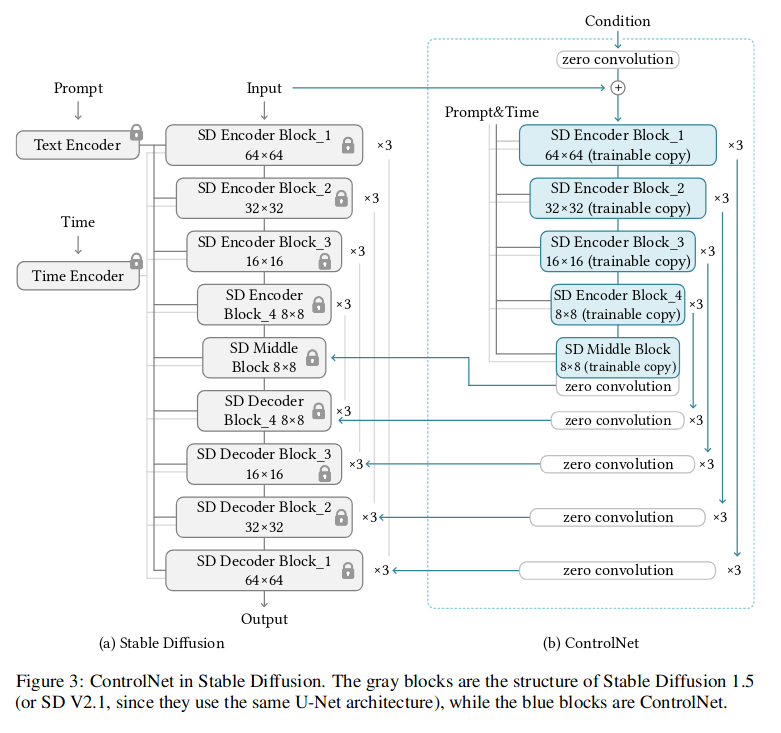 Condition
zero convolution
Prompt
Input
+
Prompt&Time
Text Encoder
SD Encoder Block_1
64×64
×3
SD Encoder Block_1
64×64 (trainable copy)
×3
SD Encoder Block_2
32×32
×3
SD Encoder Block_2
32×32 (trainable copy)
×3
Time
SD Encoder Block_3
16×16
×3
SD Encoder Block_3
16×16 (trainable copy)
×3
Time Encoder
SD Encoder
Block_4 8×8
×3
SD Encoder Block_4
8×8 (trainable copy)
×3
SD Middle
Block 8×8
SD Middle Block
8×8 (trainable copy)
zero convolution
SD Decoder
Block_4 8×8
×3
zero convolution
×3
SD Decoder Block_3
16×16
×3
zero convolution
×3
SD Decoder Block_2
32×32
×3
zero convolution
×3
SD Decoder Block_1
64×64
×3
zero convolution
×3
Output
(a) Stable Diffusion
(b) ControlNet
Figure 3: ControlNet in Stable Diffusion. The gray blocks are the structure of Stable Diffusion 1.5
(or SD V2.1, since they use the same U-Net architecture), while the blue blocks are ControlNet.